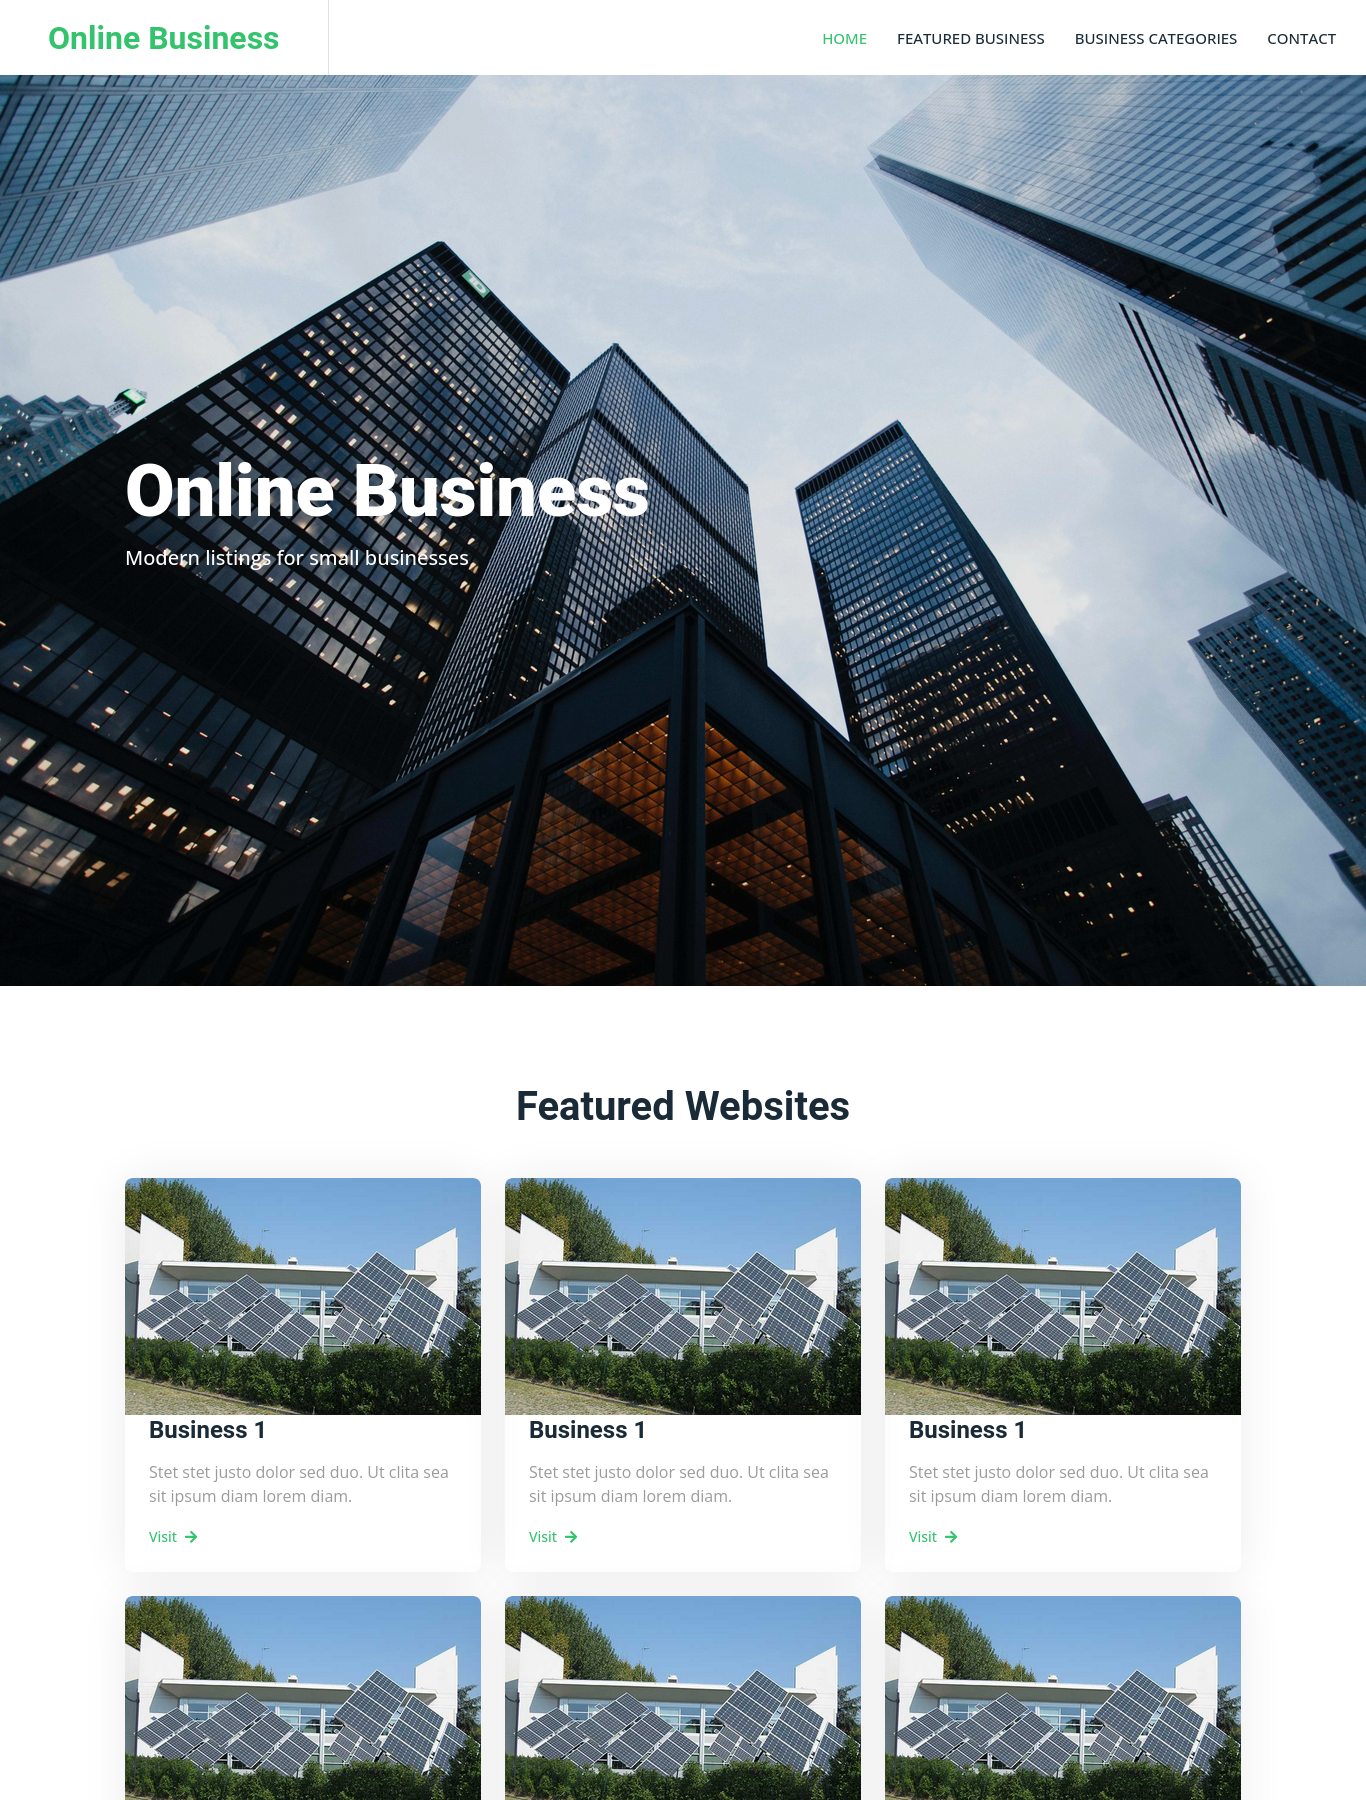 Online Business
HOME
FEATURED BUSINESS
BUSINESS CATEGORIES
CONTACT
Online Business
Modern listings for small businesses
Featured Websites
Business 1
Stet stet justo dolor sed duo. Ut clita sea
sit ipsum diam lorem diam.
Visit
Business 1
Stet stet justo dolor sed duo. Ut clita sea
sit ipsum diam lorem diam.
Visit
Business 1
Stet stet justo dolor sed duo. Ut clita sea
sit ipsum diam lorem diam.
Visit